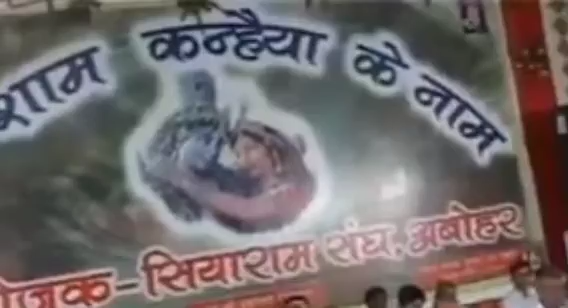 शाम कन्हैया के नाम
सियाराम संघ, अबोहर